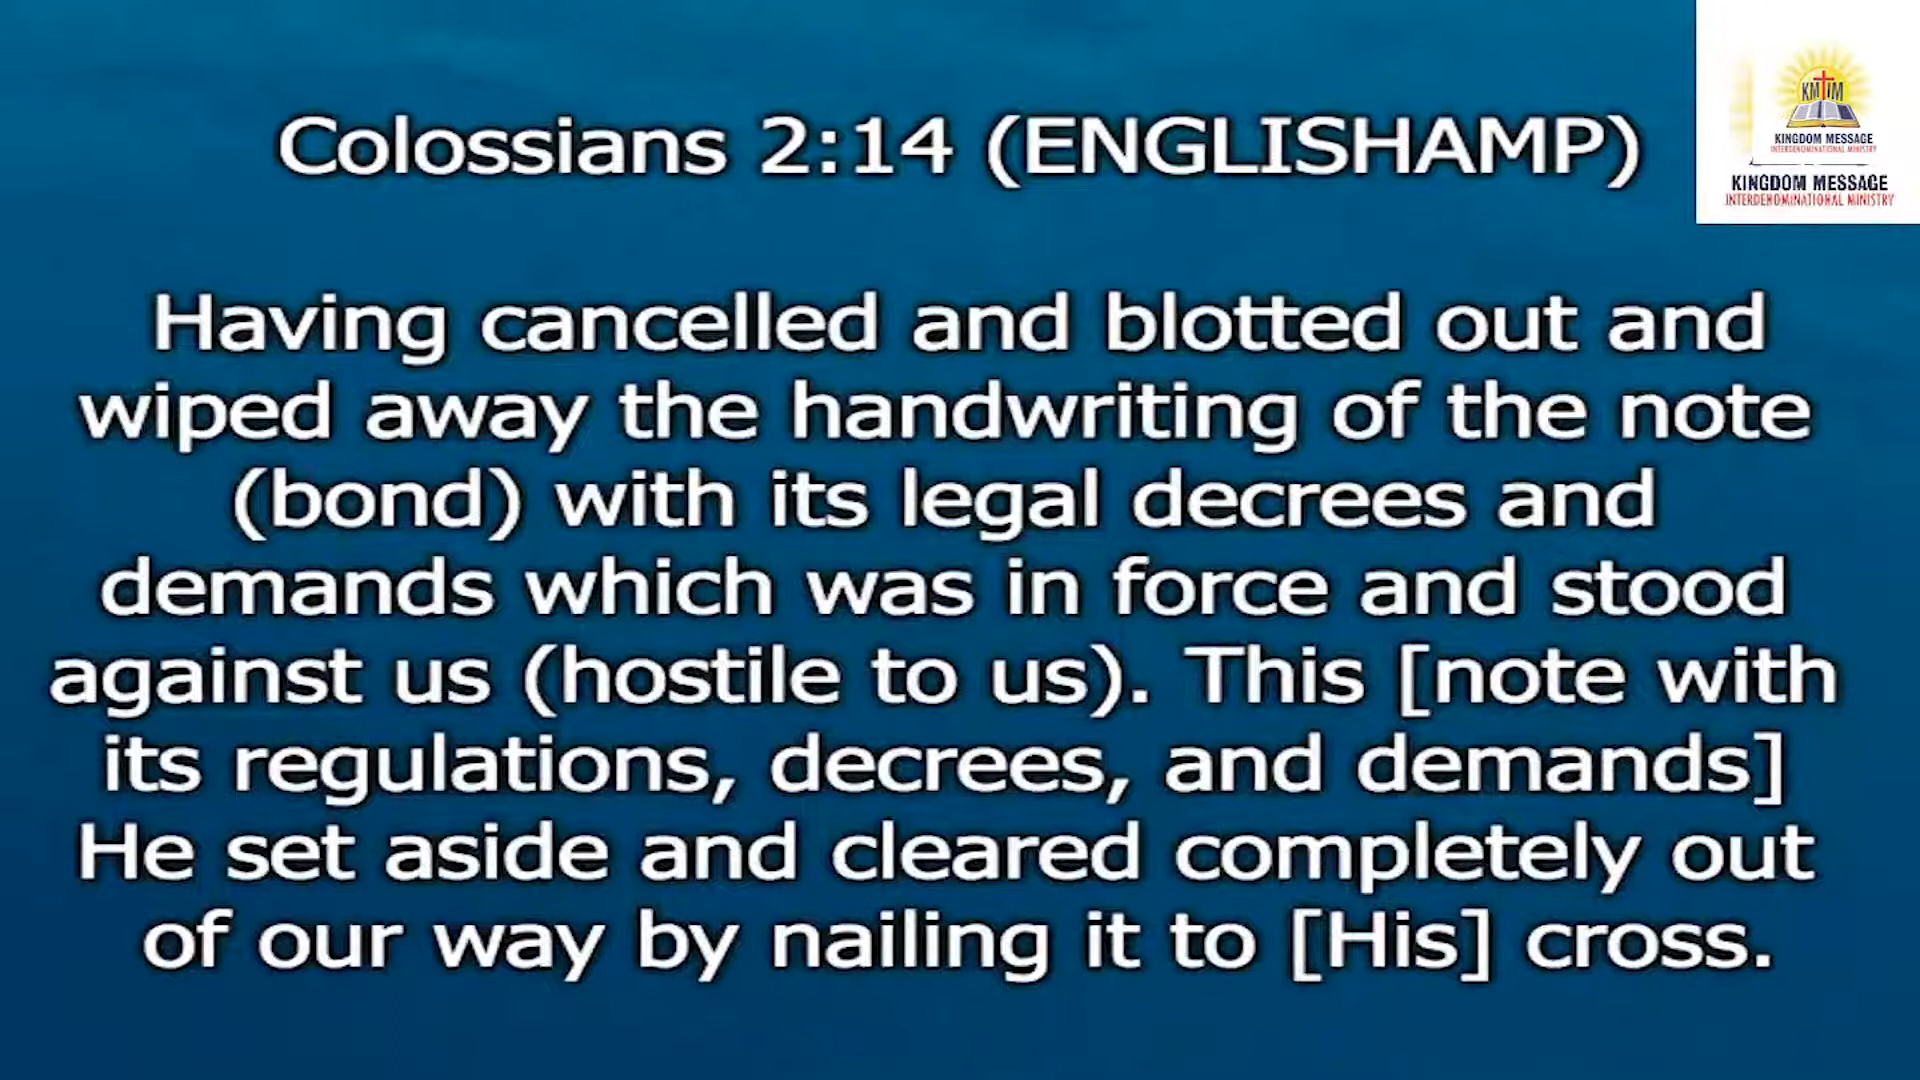 Colossians 2:14 (ENGLISHAMP)
KMIM
KINGDOM MESSAGE
INTERDENOMINATIONAL MINISTRY
KINGDOM MESSAGE
INTERDENOMINATIONAL MINISTRY
Having cancelled and blotted out and
wiped away the handwriting of the note
(bond) with its legal decrees and
demands which was in force and stood
against us (hostile to us). This [note with
its regulations, decrees, and demands]
He set aside and cleared completely out
of our way by nailing it to [His] cross.